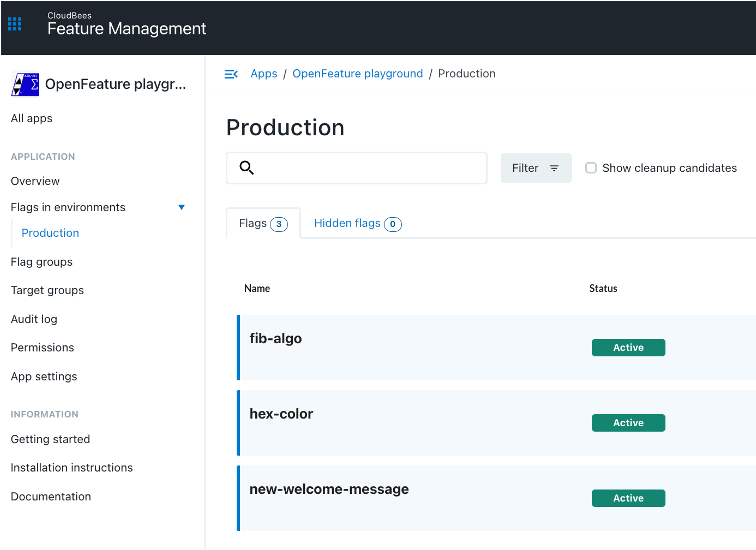 CloudBees
Feature Management
OpenFeature playgr...
All apps
APPLICATION
Overview
Flags in environments
Production
Flag groups
Target groups
Audit log
Permissions
App settings
INFORMATION
Getting started
Installation instructions
Documentation
Apps / OpenFeature playground / Production
Production
Filter
Show cleanup candidates
Flags 3
Hidden flags 0
Name Status
fib-algo Active
hex-color Active
new-welcome-message Active